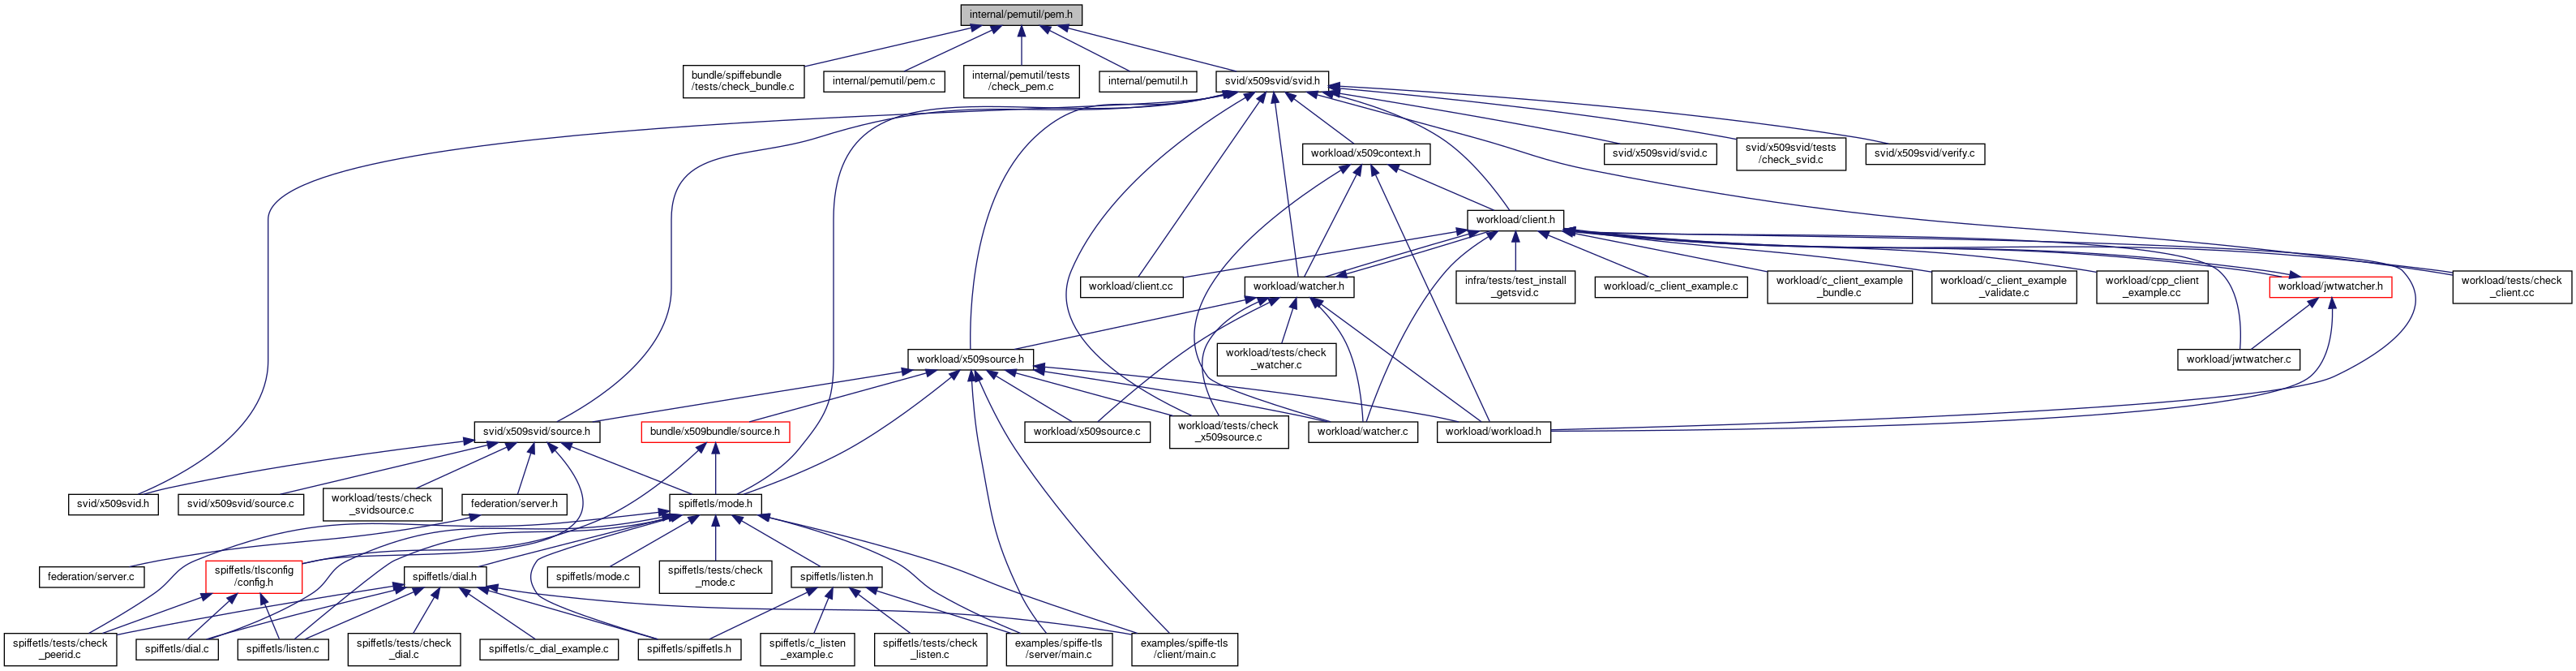 internal/pemutil/pem.h
bundle/spiffebundle
/tests/check_bundle.c
internal/pemutil/pem.c
internal/pemutil/tests
/check_pem.c
internal/pemutil.h
svid/x509svid/svid.h
workload/x509context.h
svid/x509svid/svid.c
svid/x509svid/tests
/check_svid.c
svid/x509svid/verify.c
workload/client.h
workload/client.cc
workload/watcher.h
infra/tests/test_install
_getsvid.c
workload/c_client_example.c
workload/c_client_example
_bundle.c
workload/c_client_example
_validate.c
workload/cpp_client
_example.cc
workload/jwtwatcher.h
workload/tests/check
_client.cc
workload/x509source.h
workload/tests/check
_watcher.c
workload/jwtwatcher.c
svid/x509svid/source.h
bundle/x509bundle/source.h
workload/x509source.c
workload/tests/check
_x509source.c
workload/watcher.c
workload/workload.h
svid/x509svid.h
svid/x509svid/source.c
workload/tests/check
_svidsource.c
federation/server.h
spiffetls/mode.h
federation/server.c
spiffetls/tlsconfig
/config.h
spiffetls/dial.h
spiffetls/mode.c
spiffetls/tests/check
_mode.c
spiffetls/listen.h
spiffetls/tests/check
_peerid.c
spiffetls/dial.c
spiffetls/listen.c
spiffetls/tests/check
_dial.c
spiffetls/c_dial_example.c
spiffetls/spiffetls.h
spiffetls/c_listen
_example.c
spiffetls/tests/check
_listen.c
examples/spiffe-tls
/server/main.c
examples/spiffe-tls
/client/main.c